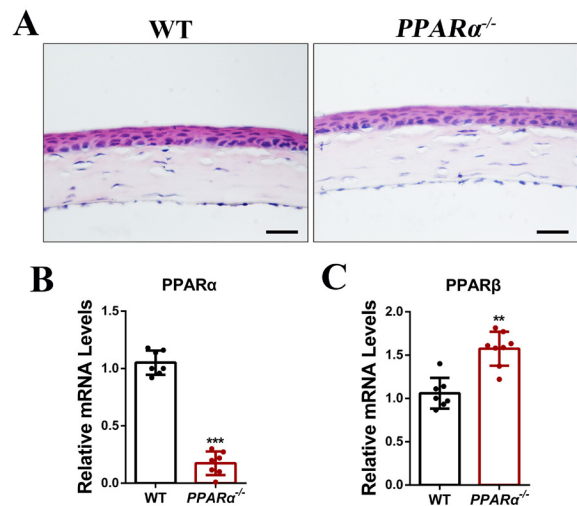 A
WT
PPARα-/-
B
PPARα
Relative mRNA Levels
1.5
1.0
0.5
0.0
***
WT
PPARα-/-
C
PPARβ
Relative mRNA Levels
2.0
1.5
1.0
0.5
0.0
**
WT
PPARα-/-